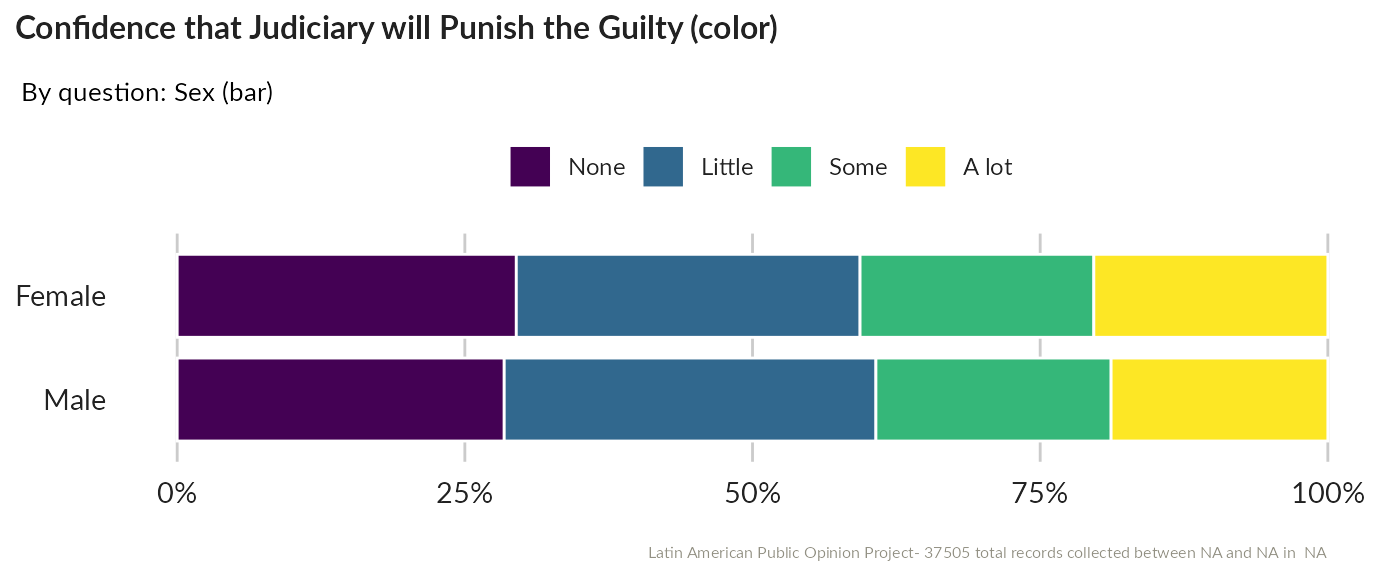 Confidence that Judiciary will Punish the Guilty (color)
By question: Sex (bar)
None Little Some A lot
Female
Male
0% 25% 50% 75% 100%
Latin American Public Opinion Project- 37505 total records collected between NA and NA in NA